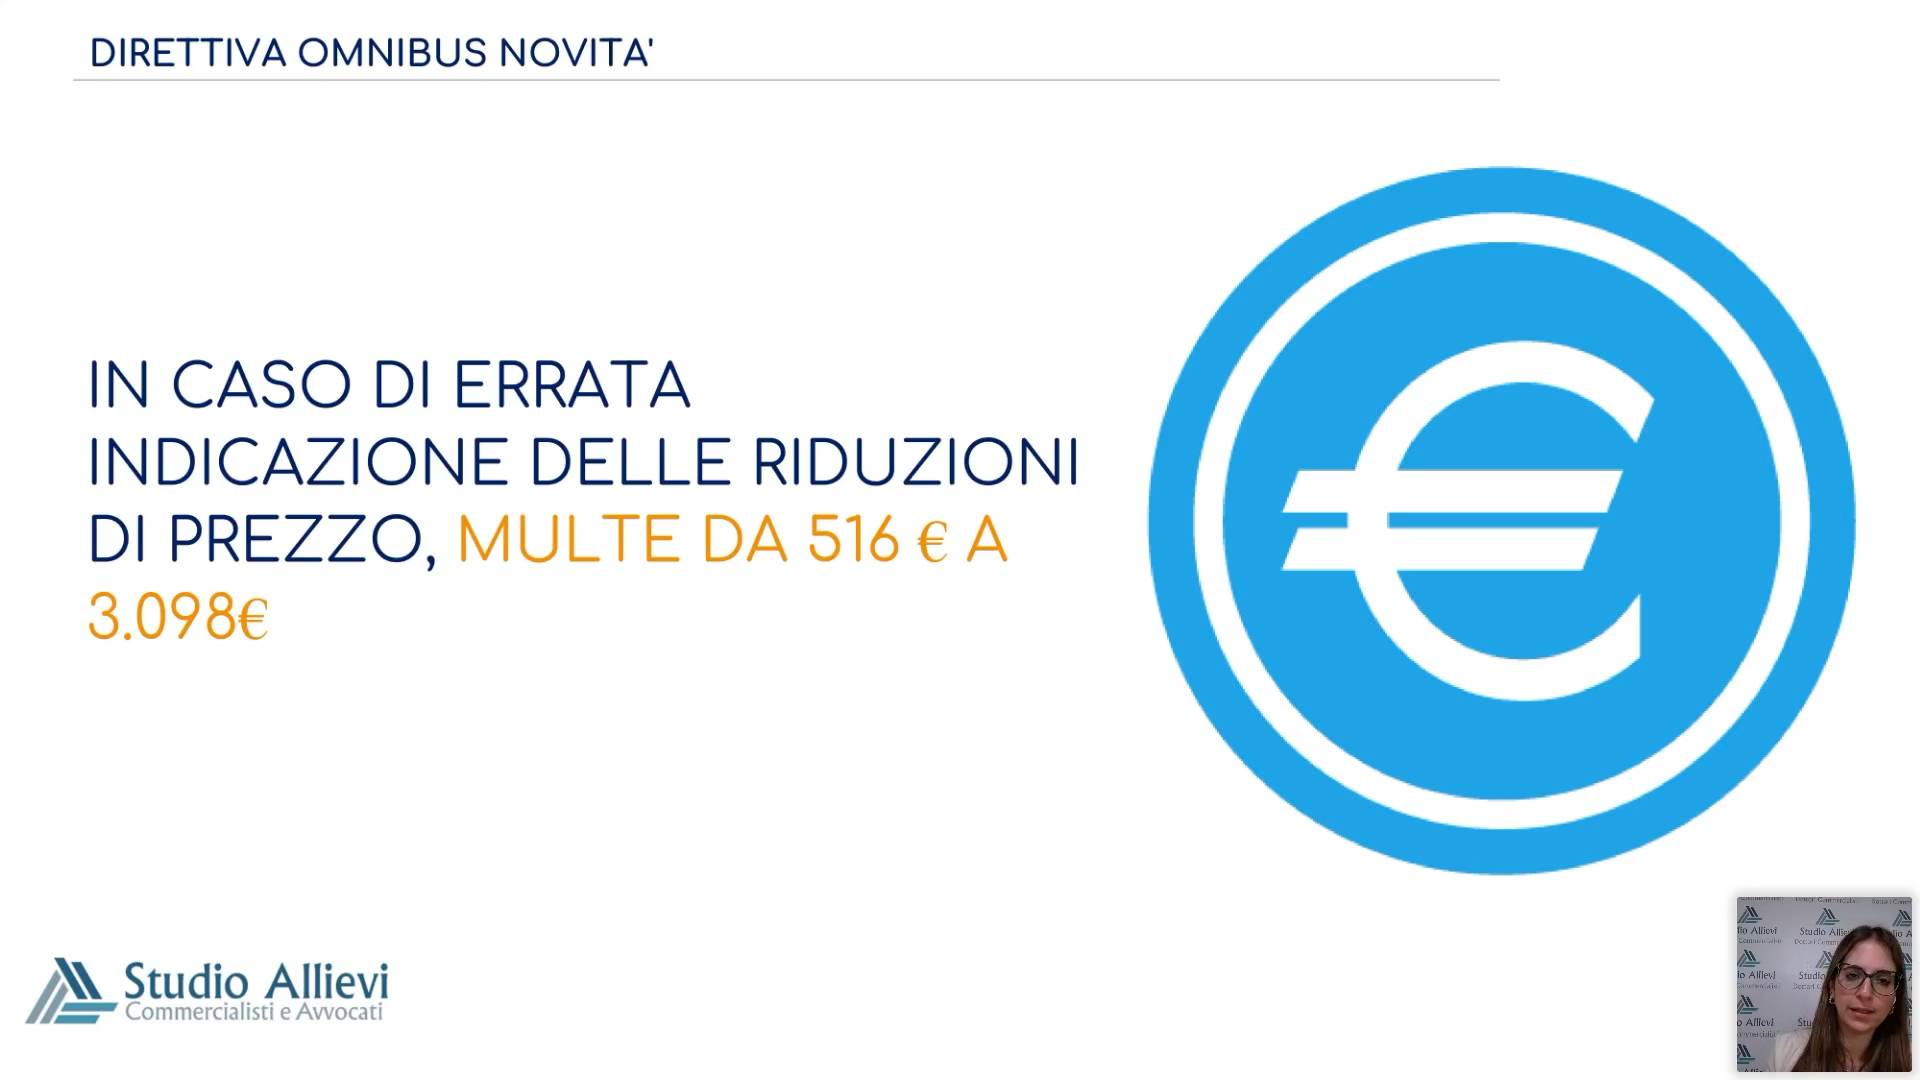 DIRETTIVA OMNIBUS NOVITA'
IN CASO DI ERRATA
INDICAZIONE DELLE RIDUZIONI
DI PREZZO, MULTE DA 516 € A
3.098€
€
Studio Allievi
Commercialisti e Avvocati